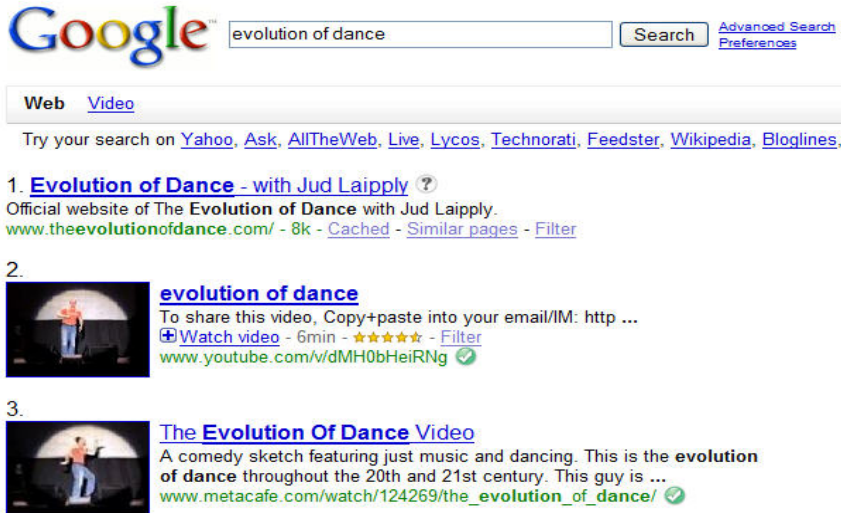 Google™ evolution of dance Search Advanced Search
Preferences
Web Video
Try your search on Yahoo, Ask, AllTheWeb, Live, Lycos, Technorati, Feedster, Wikipedia, Bloglines,
1. Evolution of Dance - with Jud Laipply ?
Official website of The Evolution of Dance with Jud Laipply.
www.theevolutionofdance.com/ - 8k - Cached - Similar pages - Filter
2.
evolution of dance
To share this video, Copy+paste into your email/IM: http ...
Watch video - 6min - - Filter
www.youtube.com/v/dMH0bHeiRNg
3.
The Evolution Of Dance Video
A comedy sketch featuring just music and dancing. This is the evolution
of dance throughout the 20th and 21st century. This guy is ...
www.metacafe.com/watch/124269/the_evolution_of_dance/